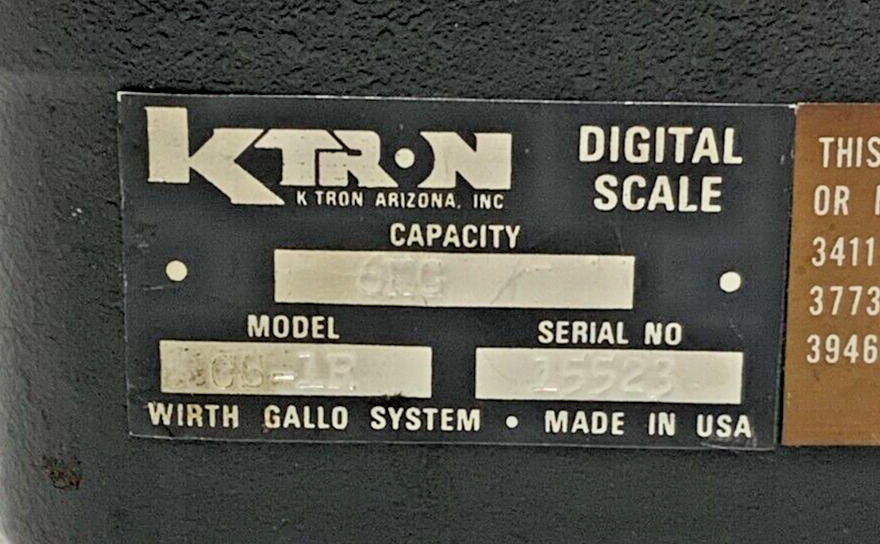 KTRON
K TRON ARIZONA, INC
DIGITAL
SCALE
CAPACITY
6KG
MODEL
SERIAL NO
15523
WIRTH GALLO SYSTEM • MADE IN USA
THIS
OR
3411
3773
3946